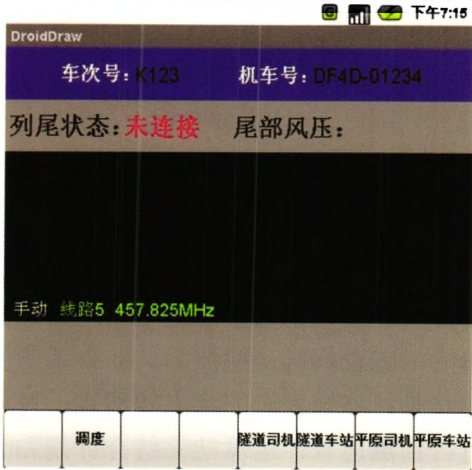 下午7:15
DroidDraw
车次号：K123 机车号：DF4D-01234
列尾状态：未连接 尾部风压：
手动 线路5 457.825MHz
调度 隧道司机 隧道车站 平原司机 平原车站